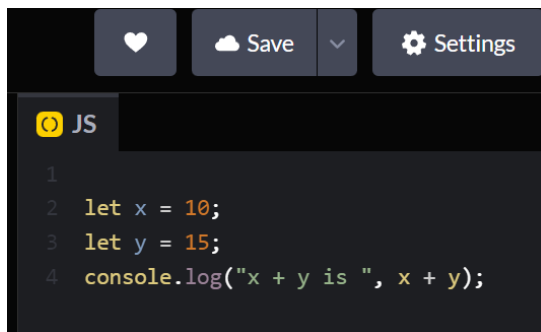 Save
Settings
JS
1
2 let x = 10;
3 let y = 15;
4 console.log("x + y is ", x + y);